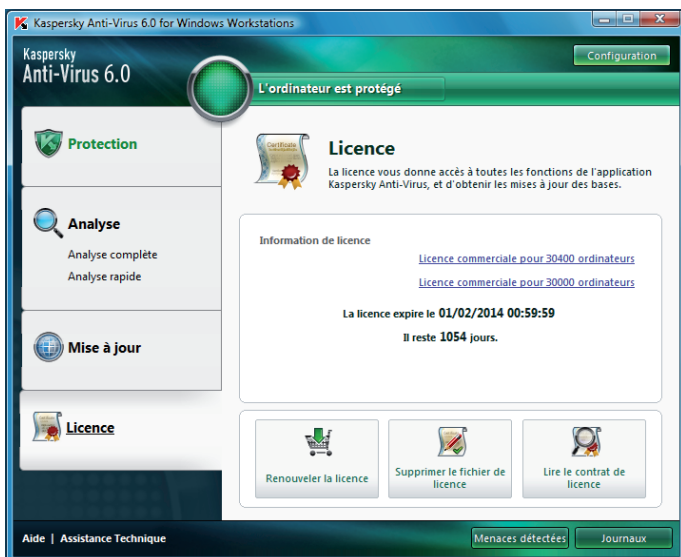 Kaspersky Anti-Virus 6.0 for Windows Workstations
Kaspersky
Anti-Virus 6.0
Configuration
L'ordinateur est protégé
Protection
Analyse
Analyse complète
Analyse rapide
Mise à jour
Licence
Certificate
Licence
La licence vous donne accès à toutes les fonctions de l'application
Kaspersky Anti-Virus, et d'obtenir les mises à jour des bases.
Information de licence
Licence commerciale pour 30400 ordinateurs
Licence commerciale pour 30000 ordinateurs
La licence expire le 01/02/2014 00:59:59
Il reste 1054 jours.
Renouveler la licence
Supprimer le fichier de
licence
Lire le contrat de
licence
Aide | Assistance Technique
Menaces détectées
Journaux